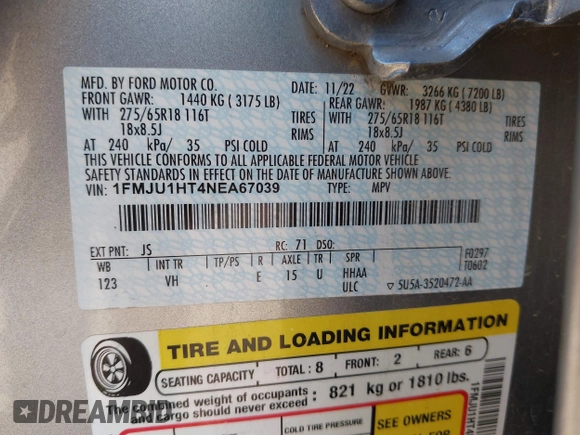 MFD. BY FORD MOTOR CO. DATE: 11/22 GVWR: 3266 KG ( 7200 LB)
FRONT GAWR: 1440 KG ( 3175 LB) REAR GAWR: 1987 KG ( 4380 LB)
WITH 275/65R18 116T TIRES WITH 275/65R18 116T TIRES
18x8.5J RIMS 18x8.5J RIMS
AT 240 kPa/ 35 PSI COLD AT 240 kPa/ 35 PSI COLD
THIS VEHICLE CONFORMS TO ALL APPLICABLE FEDERAL MOTOR VEHICLE
SAFETY STANDARDS IN EFFECT ON THE DATE OF MANUFACTURE SHOWN ABOVE.
VIN: 1FMJU1HT4NEA67039 TYPE: MPV
EXT PNT: JS RC: 71 DSO:
WB INT TR TP/PS R AXLE TR SPR F0297
123 VH E 15 U HHAA T0602
ULC ▽5U5A-3520472-AA
TIRE AND LOADING INFORMATION
SEATING CAPACITY TOTAL: 8 FRONT: 2 REAR: 6
The combined weight of occupants and cargo should never exceed : 821 kg or 1810 lbs.
COLD TIRE PRESSURE
SEE OWNERS
DREAMBID